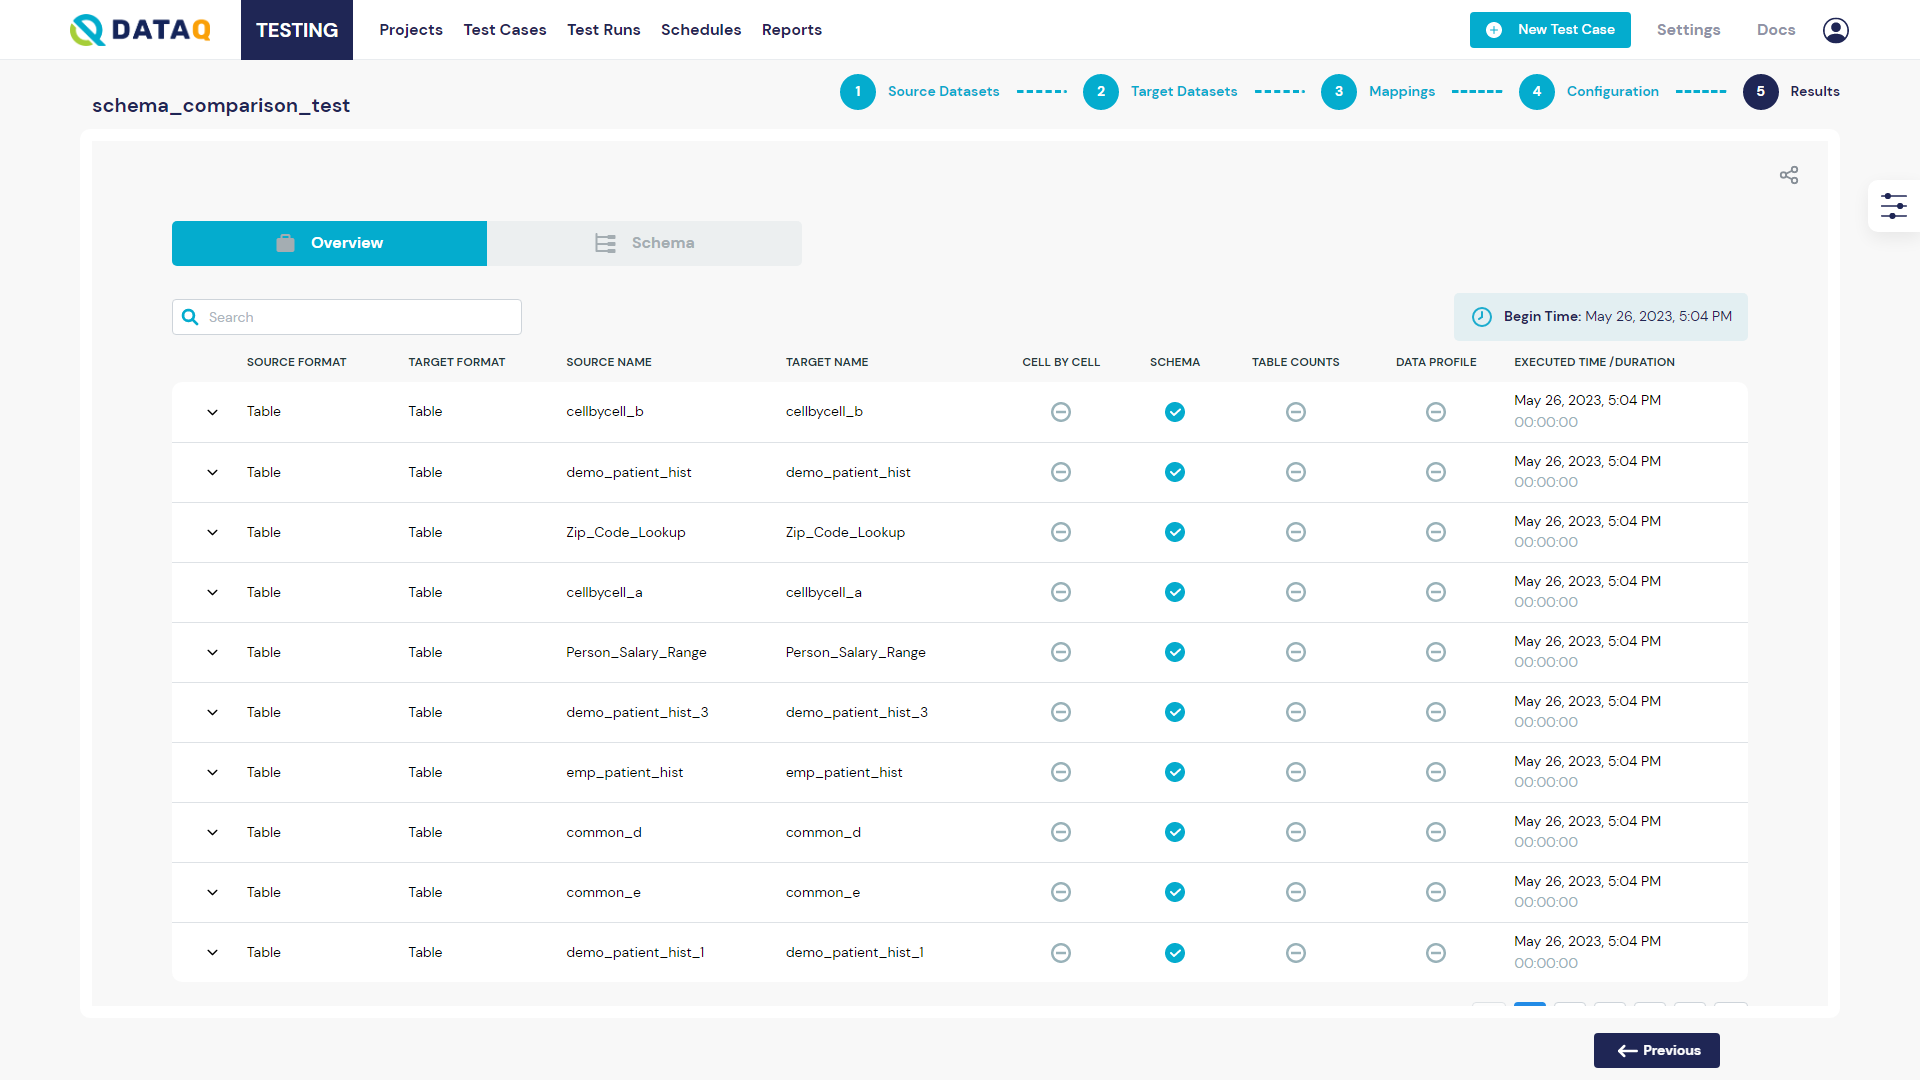 DATAQ TESTING Projects Test Cases Test Runs Schedules Reports New Test Case Settings Docs
schema_comparison_test
1 Source Datasets 2 Target Datasets 3 Mappings 4 Configuration 5 Results
Overview Schema
Search
Begin Time: May 26, 2023, 5:04 PM
SOURCE FORMAT TARGET FORMAT SOURCE NAME TARGET NAME CELL BY CELL SCHEMA TABLE COUNTS DATA PROFILE EXECUTED TIME /DURATION
Table Table cellbycell_b cellbycell_b May 26, 2023, 5:04 PM
00:00:00
Table Table demo_patient_hist demo_patient_hist May 26, 2023, 5:04 PM
00:00:00
Table Table Zip_Code_Lookup Zip_Code_Lookup May 26, 2023, 5:04 PM
00:00:00
Table Table cellbycell_a cellbycell_a May 26, 2023, 5:04 PM
00:00:00
Table Table Person_Salary_Range Person_Salary_Range May 26, 2023, 5:04 PM
00:00:00
Table Table demo_patient_hist_3 demo_patient_hist_3 May 26, 2023, 5:04 PM
00:00:00
Table Table emp_patient_hist emp_patient_hist May 26, 2023, 5:04 PM
00:00:00
Table Table common_d common_d May 26, 2023, 5:04 PM
00:00:00
Table Table common_e common_e May 26, 2023, 5:04 PM
00:00:00
Table Table demo_patient_hist_1 demo_patient_hist_1 May 26, 2023, 5:04 PM
00:00:00
Previous